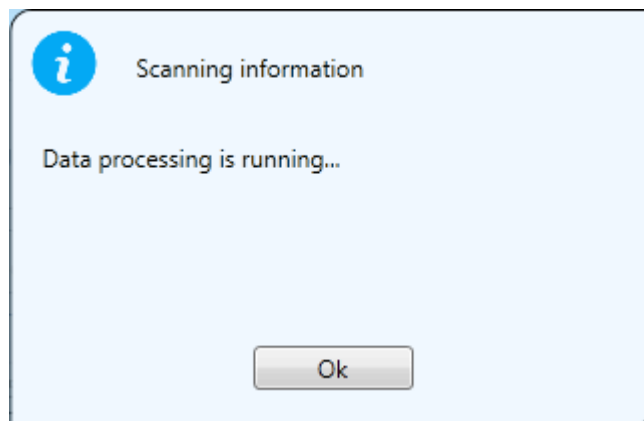 Scanning information
Data processing is running...
Ok